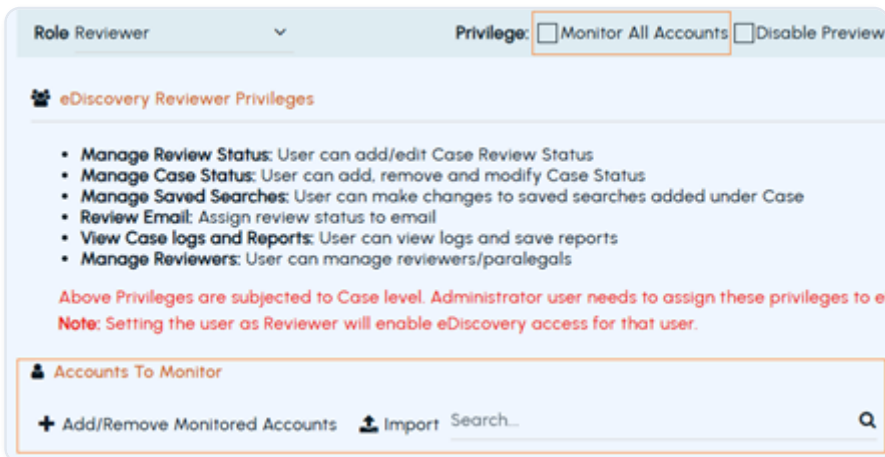 Role Reviewer Privilege: Monitor All Accounts Disable Preview
eDiscovery Reviewer Privileges
• Manage Review Status: User can add/edit Case Review Status
• Manage Case Status: User can add, remove and modify Case Status
• Manage Saved Searches: User can make changes to saved searches added under Case
• Review Email: Assign review status to email
• View Case logs and Reports: User can view logs and save reports
• Manage Reviewers: User can manage reviewers/paralegals
Above Privileges are subjected to Case level. Administrator user needs to assign these privileges to e
Note: Setting the user as Reviewer will enable eDiscovery access for that user.
Accounts To Monitor
Add/Remove Monitored Accounts Import Search...